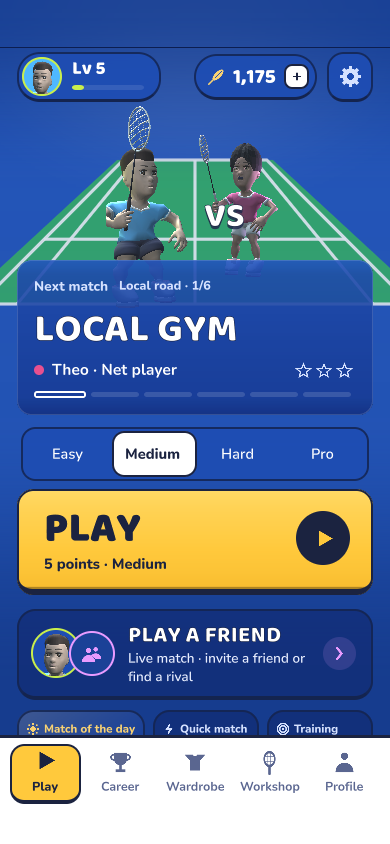 Lv 5
1,175
+
VS
Next match Local road · 1/6
LOCAL GYM
Theo · Net player
Easy
Medium
Hard
Pro
PLAY
5 points · Medium
PLAY A FRIEND
Live match · invite a friend or
find a rival
Match of the day
Quick match
Training
Play
Career
Wardrobe
Workshop
Profile